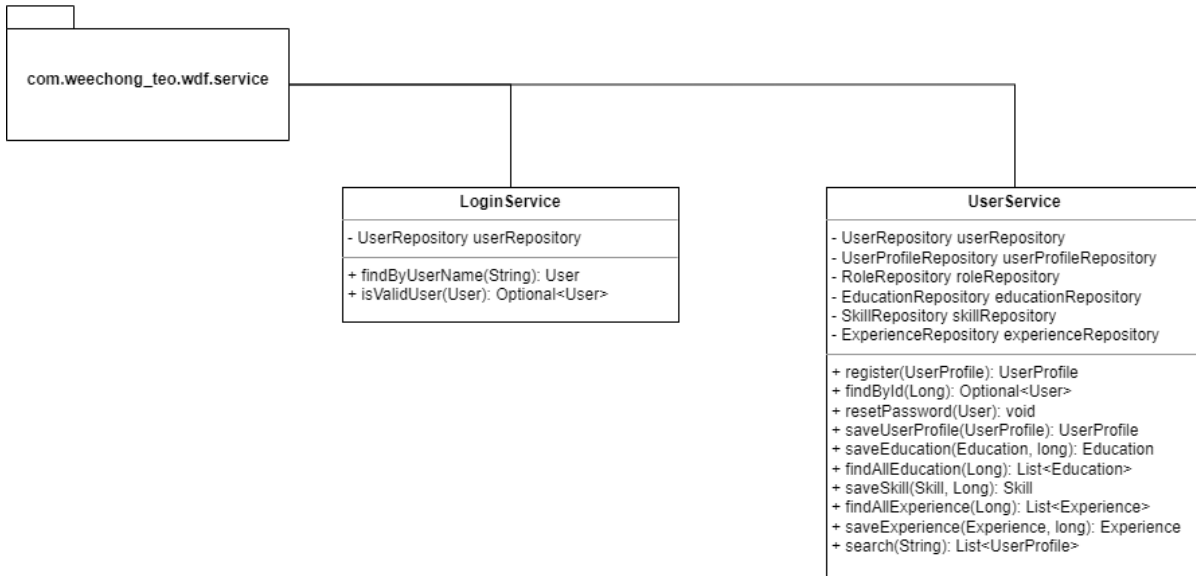 com.weechong_teo.wdf.service
LoginService
- UserRepository userRepository
+ findByUserName(String): User
+ isValidUser(User): Optional<User>
UserService
- UserRepository userRepository
- UserProfileRepository userProfileRepository
- RoleRepository roleRepository
- EducationRepository educationRepository
- SkillRepository skillRepository
- ExperienceRepository experienceRepository
+ register(UserProfile): UserProfile
+ findById(Long): Optional<User>
+ resetPassword(User): void
+ saveUserProfile(UserProfile): UserProfile
+ saveEducation(Education, long): Education
+ findAllEducation(Long): List<Education>
+ saveSkill(Skill, Long): Skill
+ findAllExperience(Long): List<Experience>
+ saveExperience(Experience, long): Experience
+ search(String): List<UserProfile>